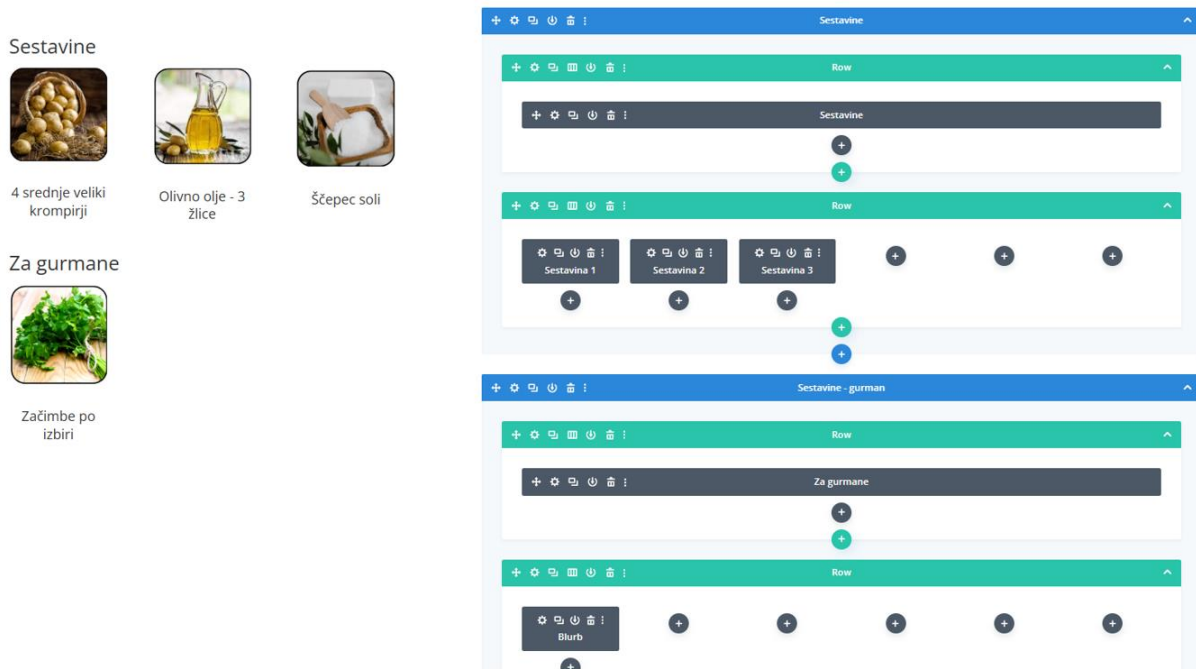 Sestavine
4 srednje veliki
krompirji
Olivno olje - 3
žlice
Ščepec soli
Za gurmane
Začimbe po
izbiri
Sestavine
Row
Sestavine
Row
Sestavina 1
Sestavina 2
Sestavina 3
Sestavine - gurman
Row
Za gurmane
Row
Blurb